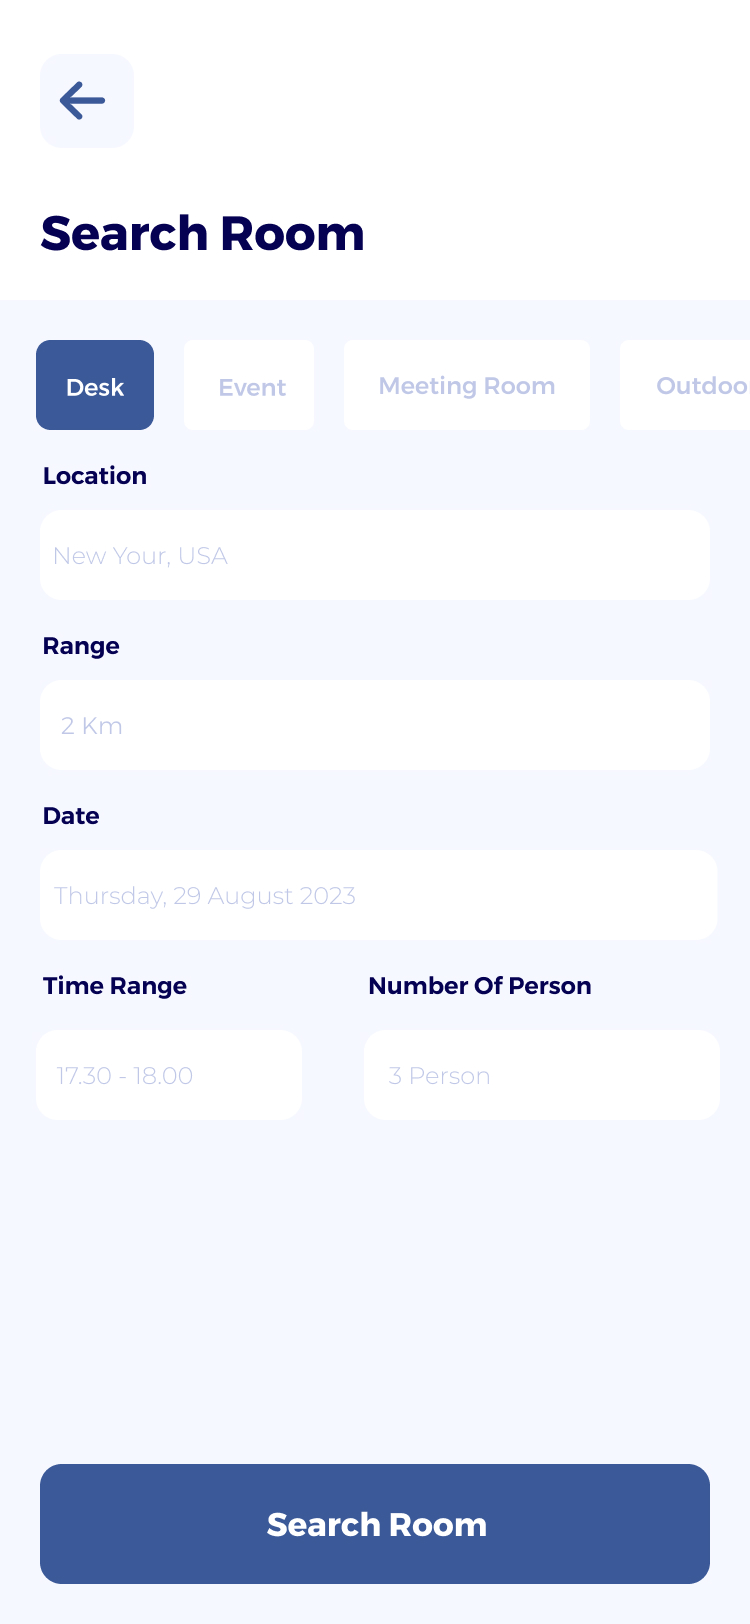 Search Room
Desk Event Meeting Room Outdoo
Location
New Your, USA
Range
2 Km
Date
Thursday, 29 August 2023
Time Range Number Of Person
17.30 - 18.00 3 Person
Search Room